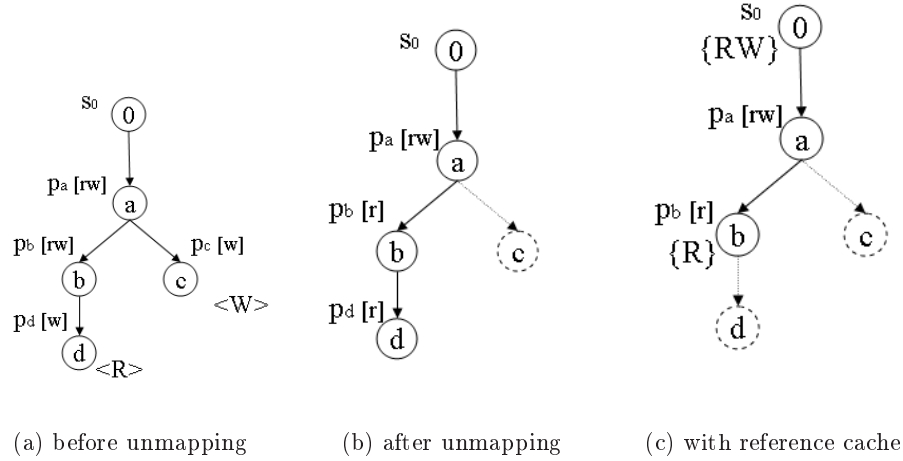 s0
0
pa [rw]
a
pb [rw]
pc [w]
b
c
<W>
pd [w]
d
<R>
(a) before unmapping
s0
0
pa [rw]
a
pb [r]
b
c
pd [r]
d
(b) after unmapping
s0
0
{RW}
pa [rw]
a
pb [r]
b
c
{R}
d
(c) with reference cache